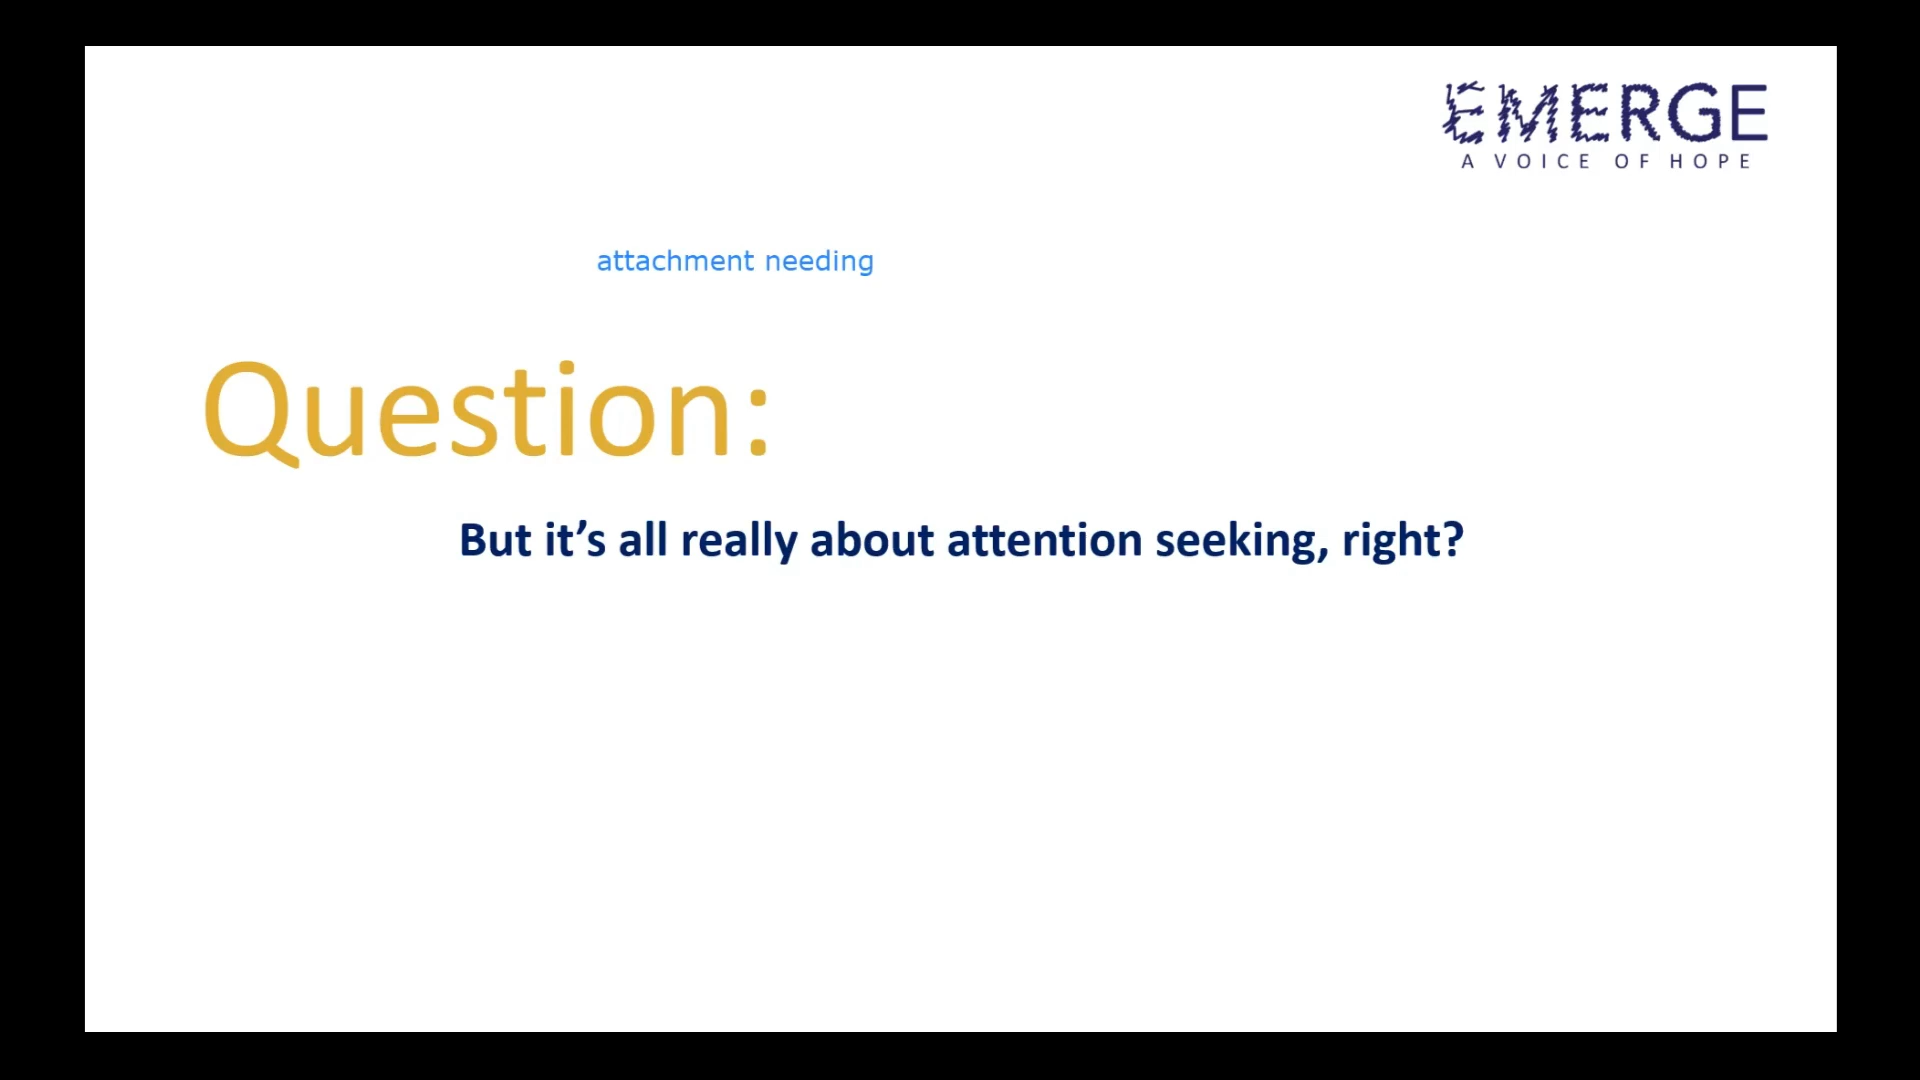 EMERGE
A VOICE OF HOPE
attachment needing
Question:
But it’s all really about attention seeking, right?